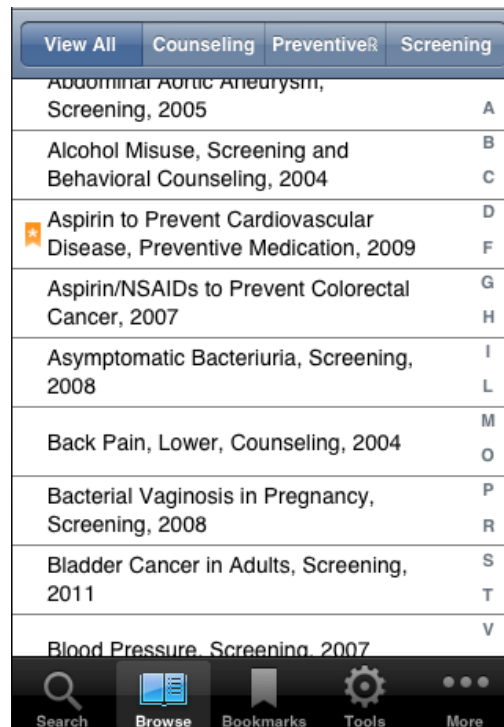 View All Counseling Preventive℞ Screening
Abdominal Aortic Aneurysm,
Screening, 2005
Alcohol Misuse, Screening and
Behavioral Counseling, 2004
Aspirin to Prevent Cardiovascular
Disease, Preventive Medication, 2009
Aspirin/NSAIDs to Prevent Colorectal
Cancer, 2007
Asymptomatic Bacteriuria, Screening,
2008
Back Pain, Lower, Counseling, 2004
Bacterial Vaginosis in Pregnancy,
Screening, 2008
Bladder Cancer in Adults, Screening,
2011
Blood Pressure, Screening, 2007
A
B
C
D
F
G
H
I
L
M
O
P
R
S
T
V
Search Browse Bookmarks Tools More